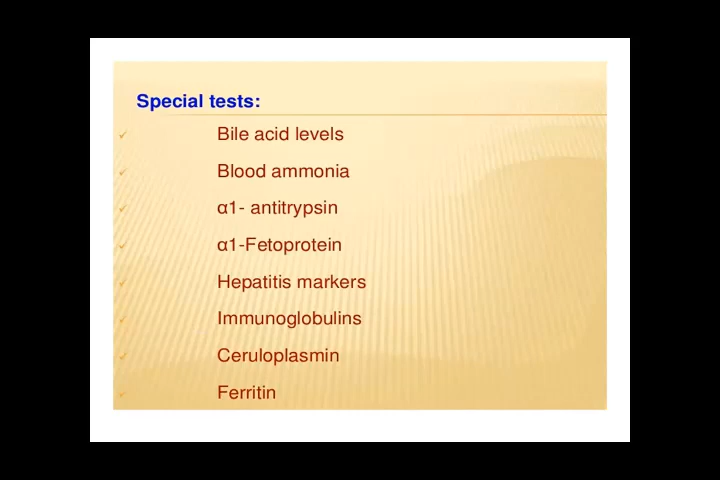 Special tests:
Bile acid levels
Blood ammonia
α1- antitrypsin
α1-Fetoprotein
Hepatitis markers
Immunoglobulins
Ceruloplasmin
Ferritin